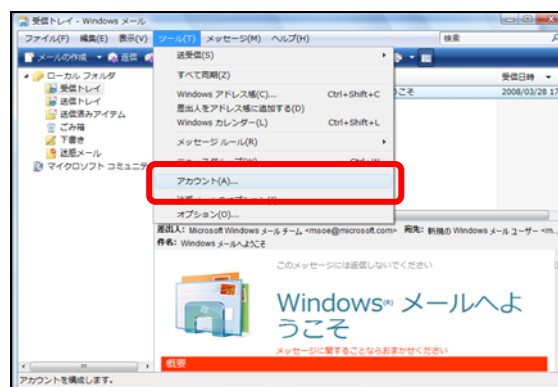 受信トレイ - Windows メール
ファイル(F) 編集(E) 表示(V) ツール(T) メッセージ(M) ヘルプ(H)
検索
メールの作成 返信
送受信(S)
すべて同期(Z)
Windows アドレス帳(C)... Ctrl+Shift+C
差出人をアドレス帳に追加する(D)
Windows カレンダー(L) Ctrl+Shift+L
メッセージ ルール(R)
アカウント(A)...
オプション(O)...
ローカル フォルダ
受信トレイ
送信トレイ
送信済みアイテム
ごみ箱
下書き
迷惑メール
マイクロソフト コミュニテ
受信日時
こそ 2008/03/28 17
差出人: Microsoft Windows メール チーム <msoe@microsoft.com> 宛先: 新規の Windows メール ユーザー <m...
件名: Windows メールへようこそ
このメッセージには返信しないでください
Windows® メールへよ
うこそ
メッセージに関することならおまかせください
概要
アカウントを構成します。